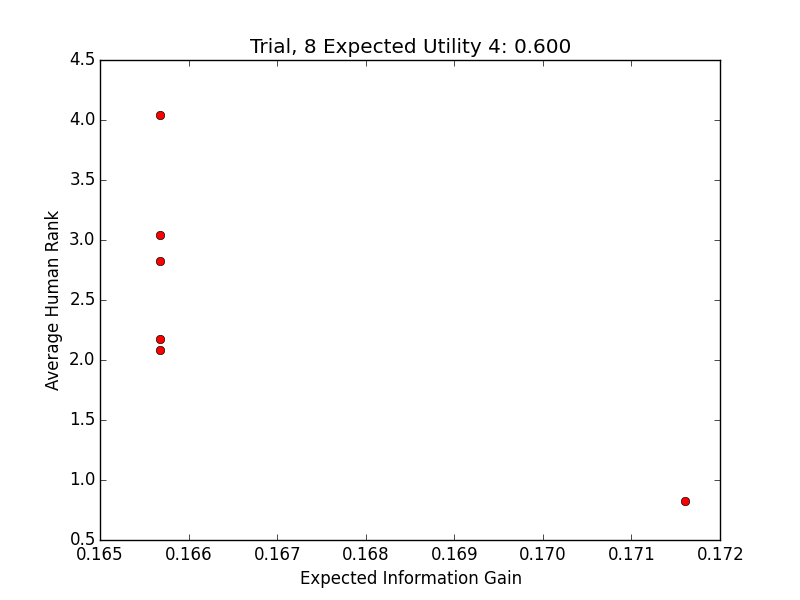 Trial, 8 Expected Utility 4: 0.600
4.5
4.0
3.5
3.0
2.5
2.0
1.5
1.0
0.5
Average Human Rank
0.165 0.166 0.167 0.168 0.169 0.170 0.171 0.172
Expected Information Gain